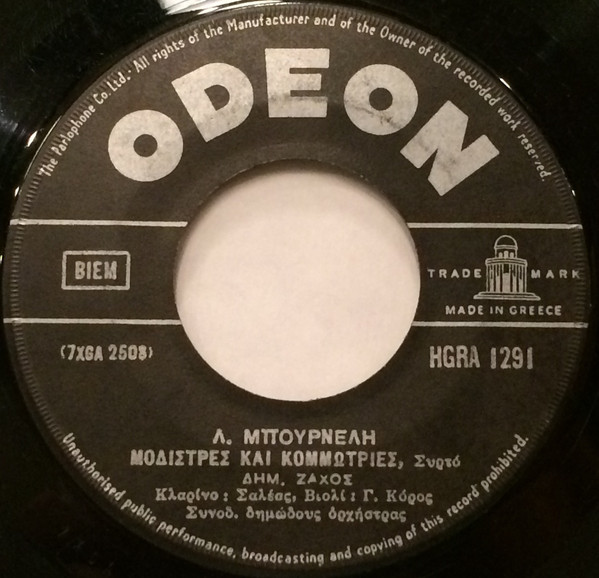 The Parlophone Co. Ltd. - All rights of the Manufacturer and of the Owner of the recorded work reserved.
ODEON
BIEM
TRADE MARK
MADE IN GREECE
(7XGA 2508)
HGRA 1291
Λ. ΜΠΟΥΡΝΕΛΗ
ΜΟΔΙΣΤΡΕΣ ΚΑΙ ΚΟΜΜΩΤΡΙΕΣ, Συρτό
ΔΗΜ. ΖΑΧΟΣ
Κλαρίνο : Σαλέας, Βιολί : Γ. Κόρος
Συνοδ. δημώδους ὀρχήστρας
Unauthorised public performance, broadcasting and copying of this record prohibited.